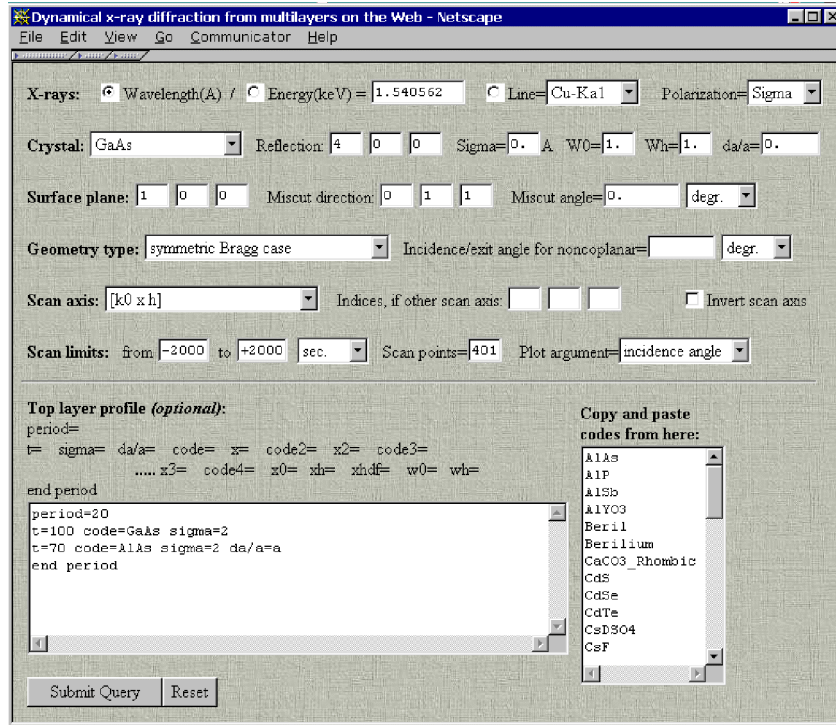 Dynamical x-ray diffraction from multilayers on the Web - Netscape
File Edit View Go Communicator Help
X-rays: Wavelength(A) / Energy(keV) = 1.540562 Line= Cu-Ka1 Polarization= Sigma
Crystal: GaAs Reflection: 4 0 0 Sigma= 0. A W0= 1. Wh= 1. da/a= 0.
Surface plane: 1 0 0 Miscut direction: 0 1 1 Miscut angle= 0. degr.
Geometry type: symmetric Bragg case Incidence/exit angle for noncoplanar= degr.
Scan axis: [k0 x h] Indices, if other scan axis: Invert scan axis
Scan limits: from -2000 to +2000 sec. Scan points= 401 Plot argument= incidence angle
Top layer profile (optional):
period=
t= sigma= da/a= code= x= code2= x2= code3=
..... x3= code4= x0= xh= xhdf= w0= wh=
end period
period=20
t=100 code=GaAs sigma=2
t=70 code=AlAs sigma=2 da/a=a
end period
Copy and paste
codes from here:
AlAs
AlP
AlSb
AlYO3
Beril
Berilium
CaCO3_Rhombic
CdS
CdSe
CdTe
CsDSO4
CsF
Submit Query Reset